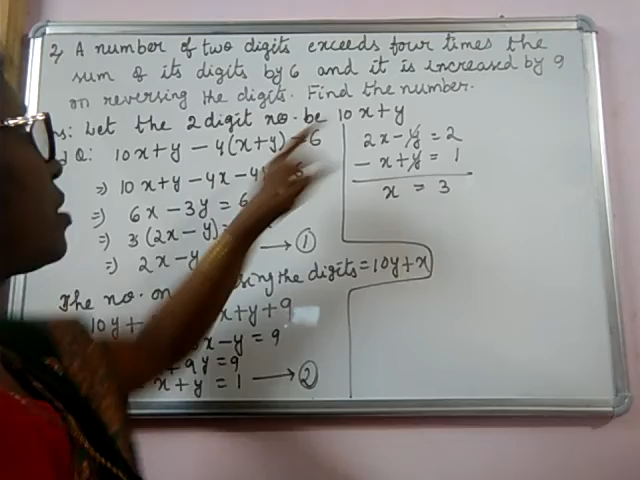 2, A number of two digits exceeds four times the
sum of its digits by 6 and it is increased by 9
on reversing the digits. Find the number.
: Let the 2 digit no. be 10x+y
Q: 10x+y - 4(x+y) = 6
⇒ 10x+y-4x-4
⇒ 6x-3y = 6
⇒ 3(2x-y)=
⇒ 2x-y → ①
The no. on ing the digits = 10y+x
10y+ x+y+9
x-y = 9
+9y = 9
x+y = 1 → ②
2x-y = 2
-x+y = 1
x = 3